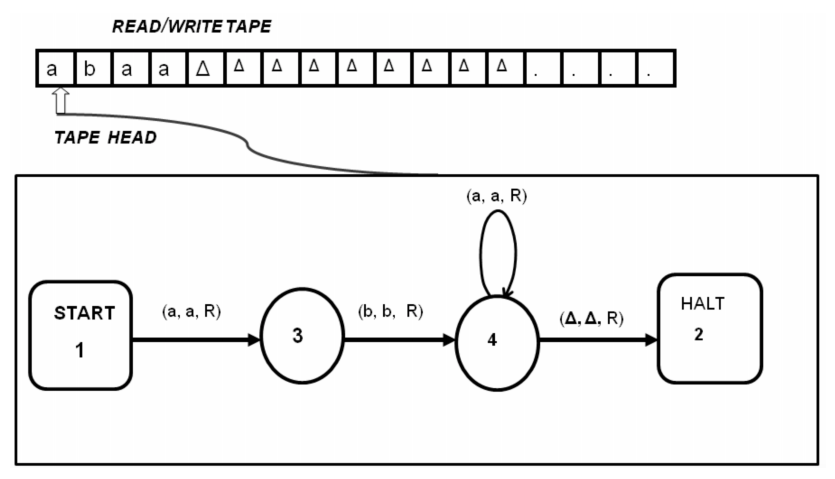 READ/WRITE TAPE
a b a a Δ Δ Δ Δ Δ Δ Δ Δ Δ . . . .
TAPE HEAD
(a, a, R)
START (a, a, R) (b, b, R) (Δ, Δ, R) HALT
1 3 4 2